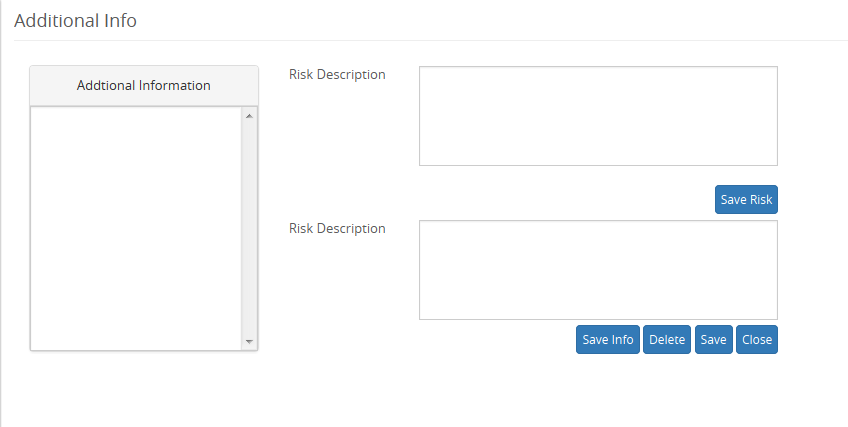 Additional Info
Addtional Information
Risk Description
Save Risk
Risk Description
Save Info Delete Save Close